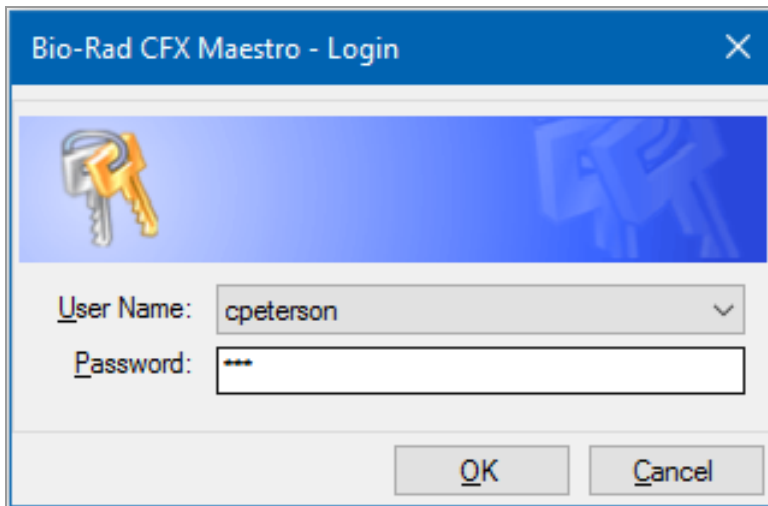 Bio-Rad CFX Maestro - Login
User Name: cpeterson
Password: ***
OK Cancel